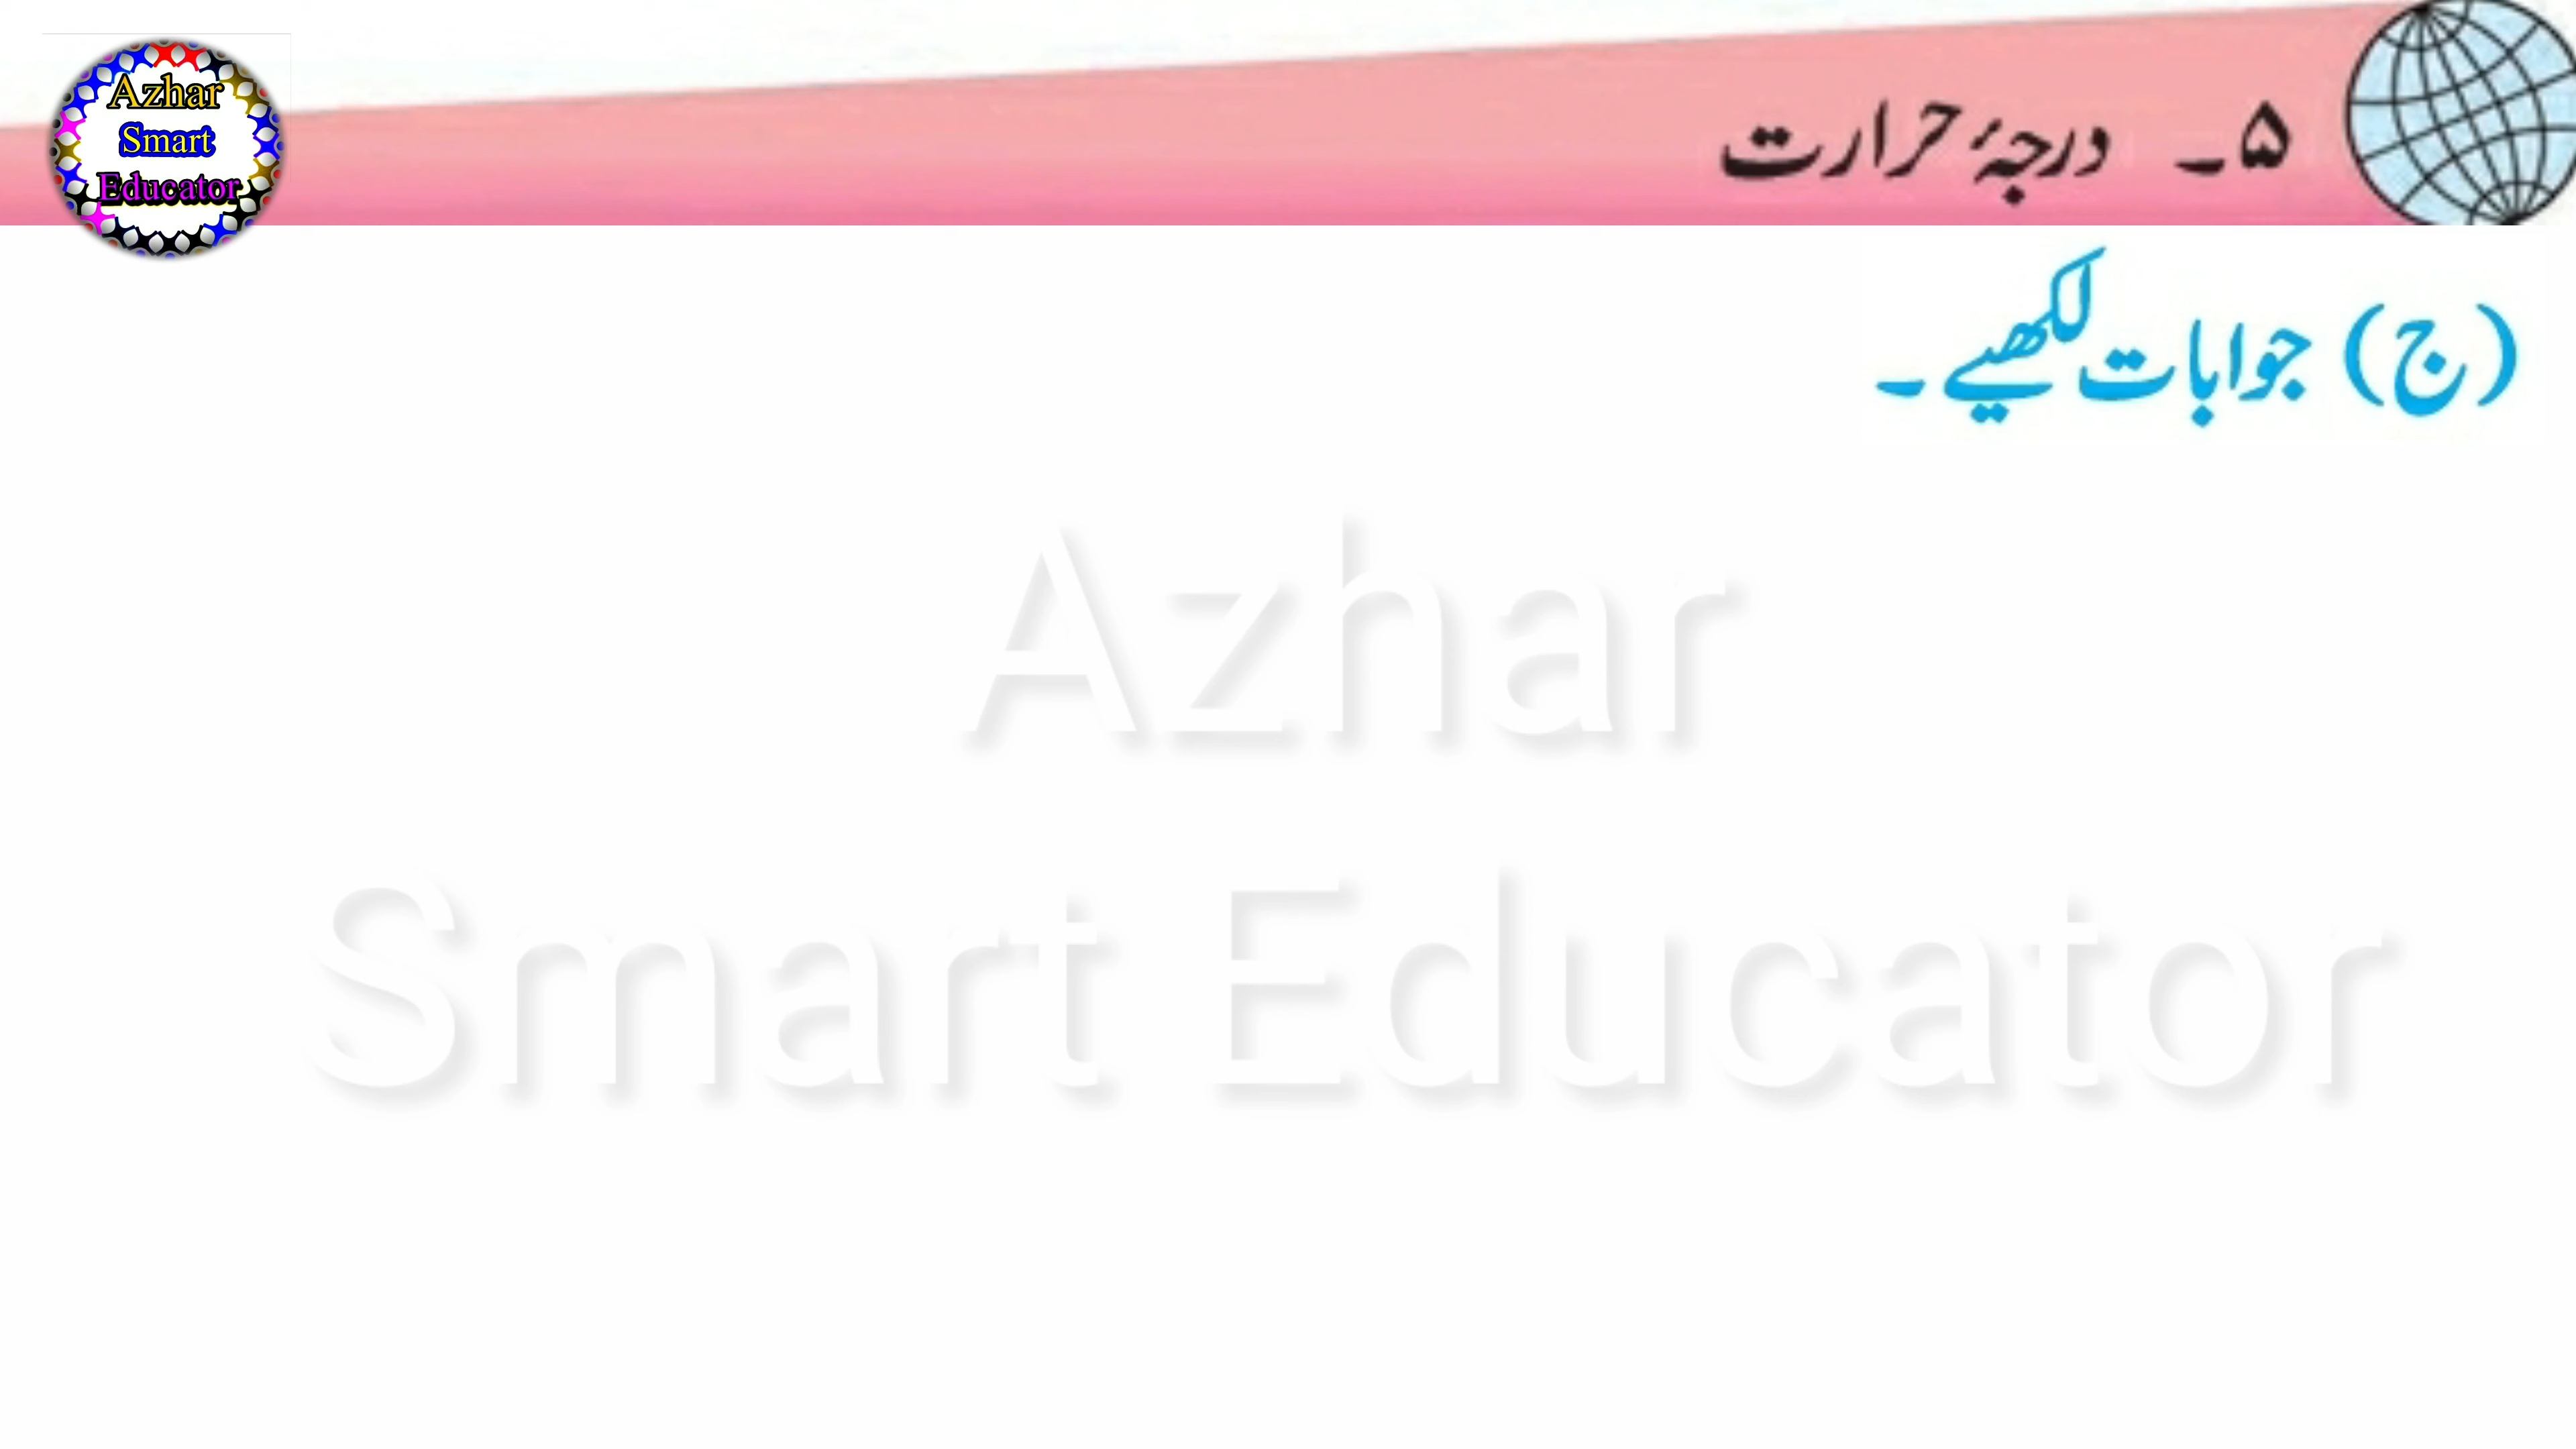 ۵۔ درجۂ حرارت
Azhar
Smart
Educator
(ج) جوابات لکھیے۔
Azhar
Smart Educator